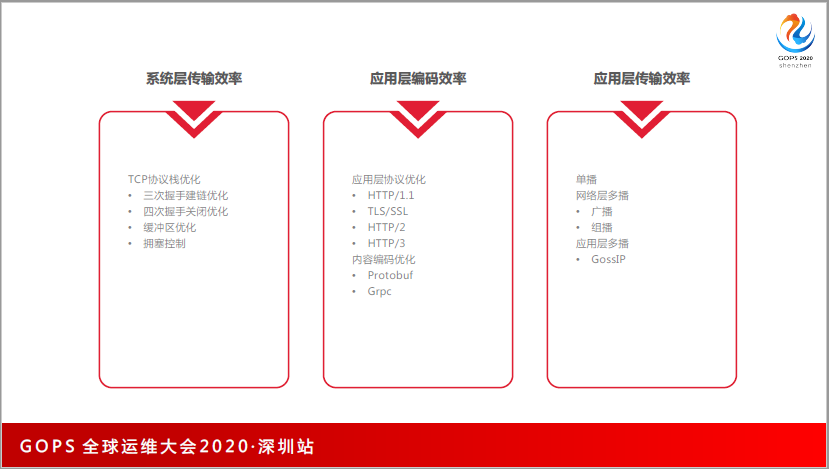 GOPS 2020
shenzhen
系统层传输效率
TCP协议栈优化
• 三次握手建链优化
• 四次握手关闭优化
• 缓冲区优化
• 拥塞控制
应用层编码效率
应用层协议优化
• HTTP/1.1
• TLS/SSL
• HTTP/2
• HTTP/3
内容编码优化
• Protobuf
• Grpc
应用层传输效率
单播
网络层多播
• 广播
• 组播
应用层多播
• GossIP
GOPS 全球运维大会2020·深圳站